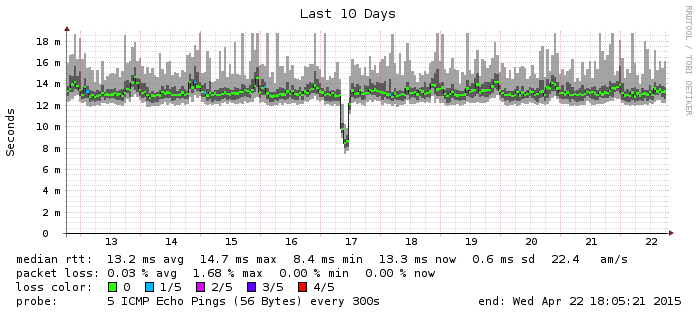 Last 10 Days
RRDTOOL / TOBI OETIKER
Seconds
18 m
16 m
14 m
12 m
10 m
8 m
6 m
4 m
2 m
0
13 14 15 16 17 18 19 20 21 22
median rtt: 13.2 ms avg 14.7 ms max 8.4 ms min 13.3 ms now 0.6 ms sd 22.4 am/s
packet loss: 0.03 % avg 1.68 % max 0.00 % min 0.00 % now
loss color: 0 1/5 2/5 3/5 4/5
probe: 5 ICMP Echo Pings (56 Bytes) every 300s end: Wed Apr 22 18:05:21 2015